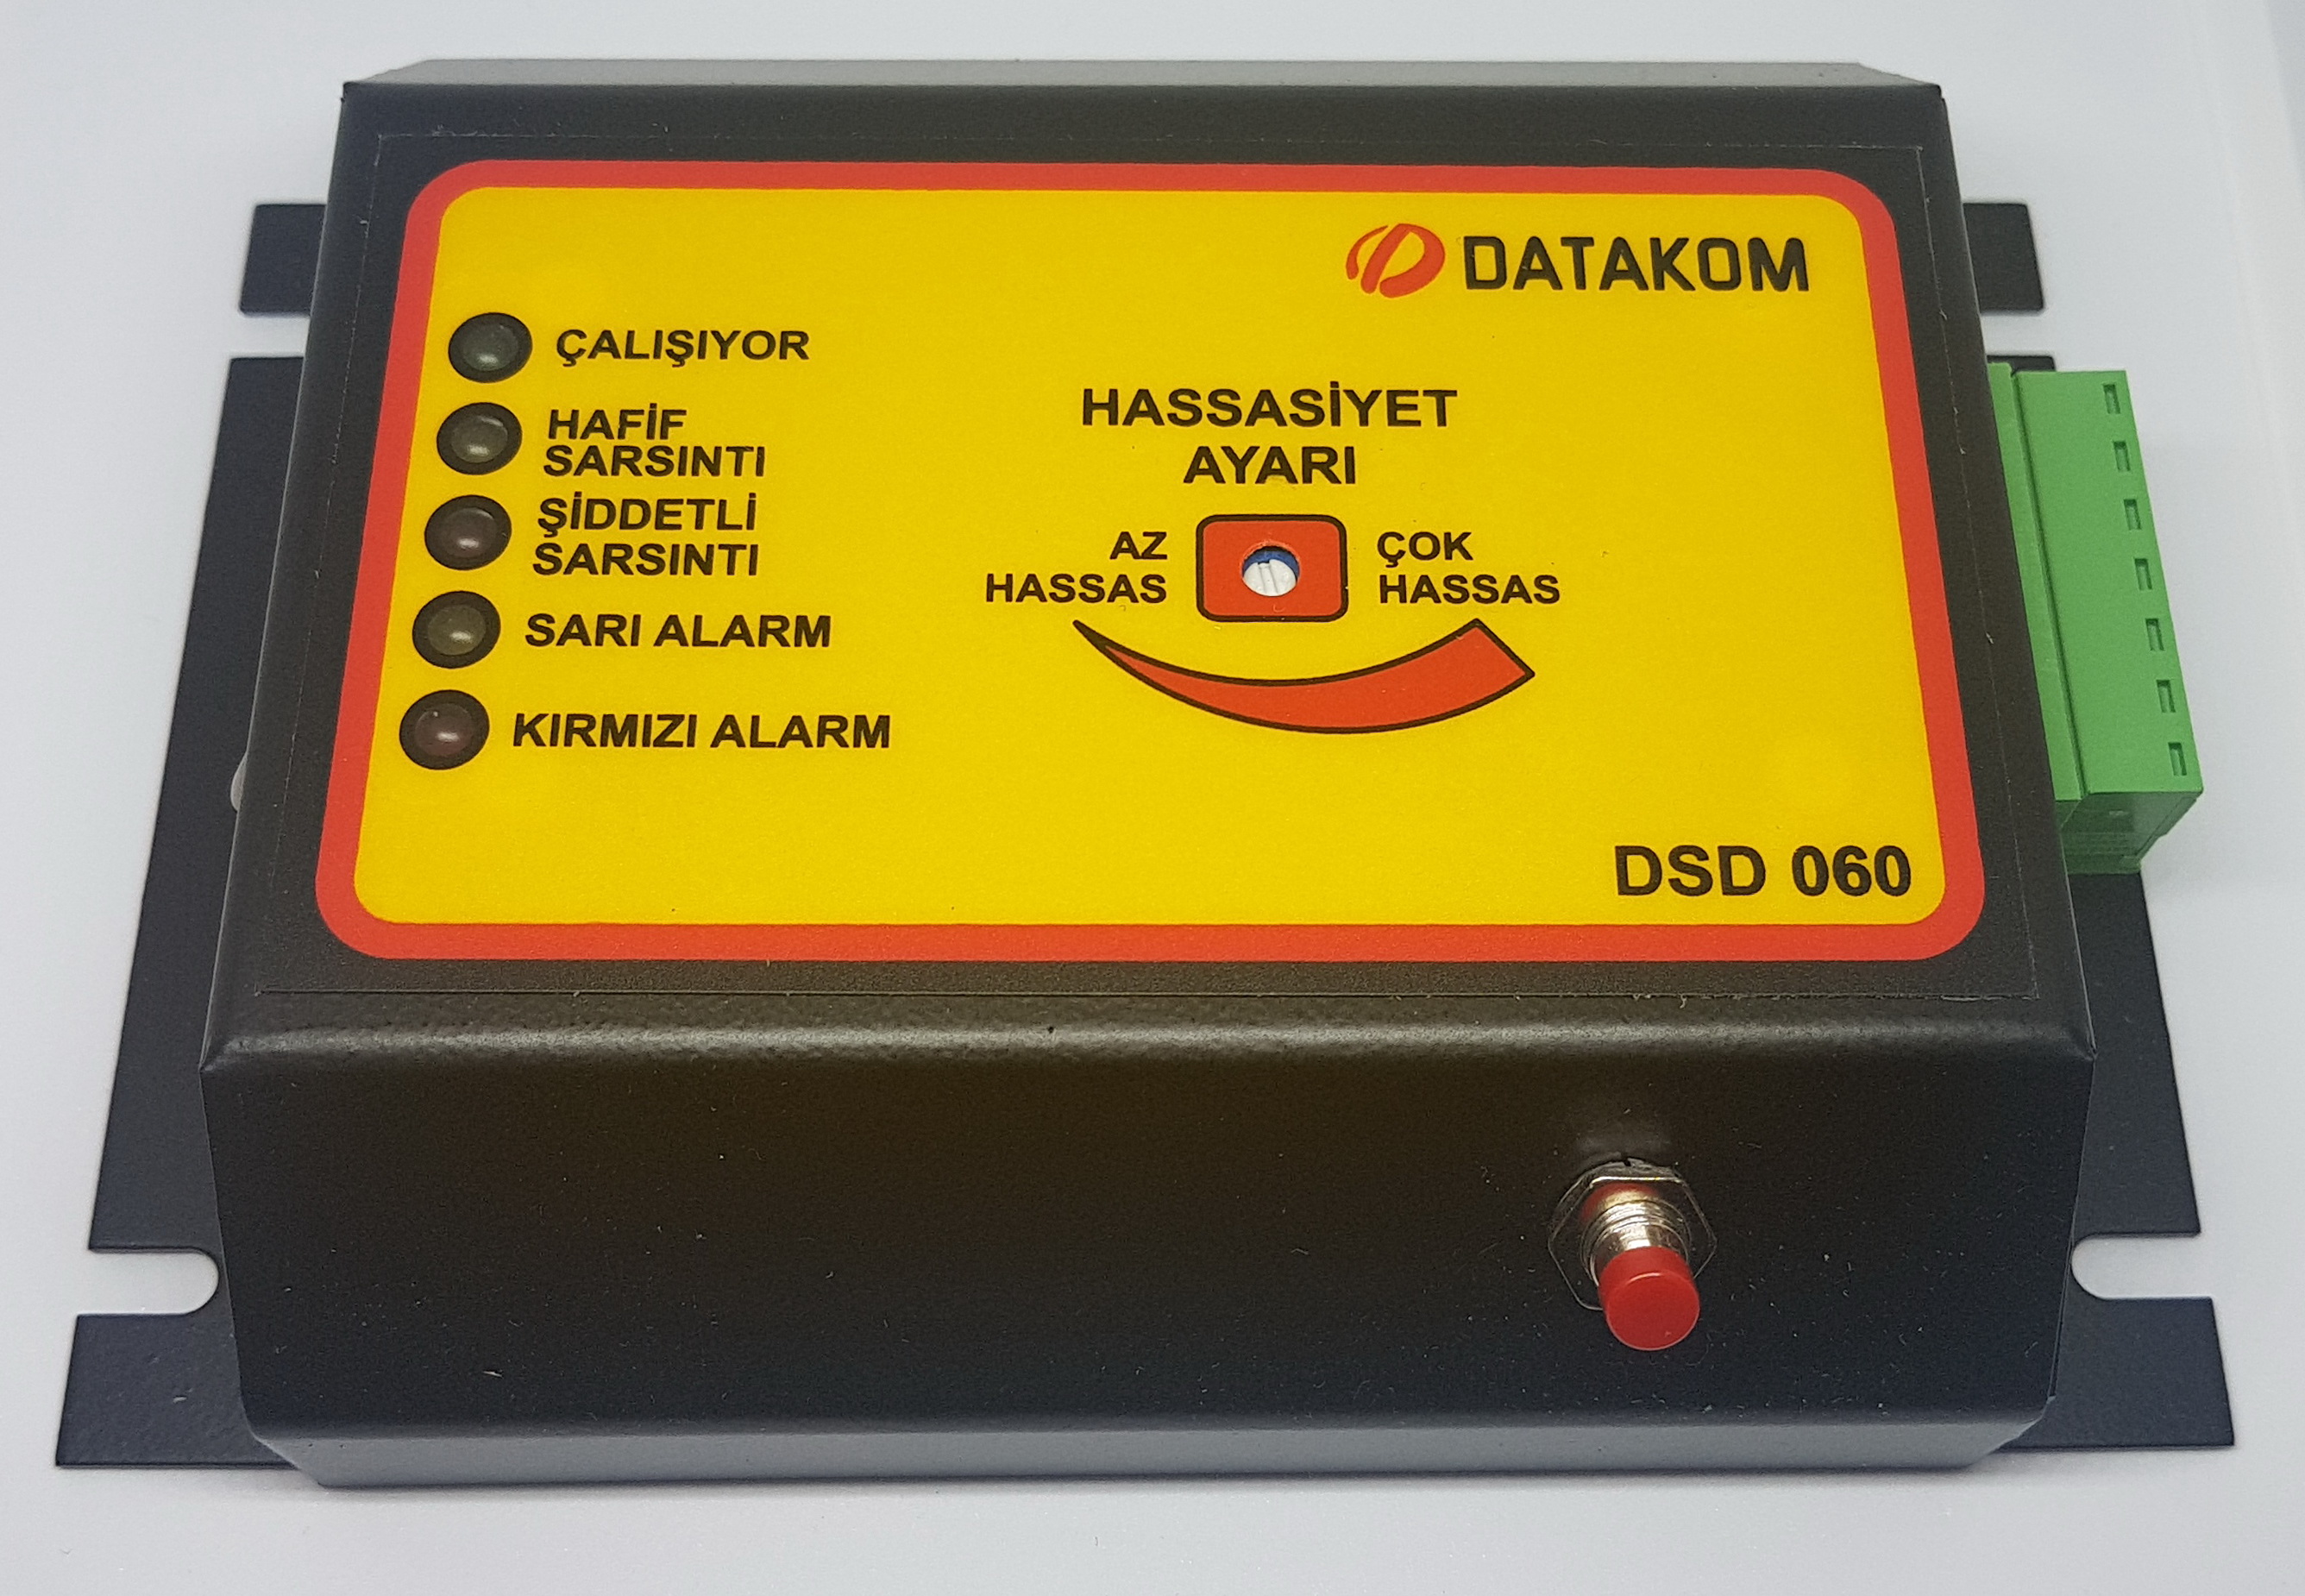 DATAKOM
ÇALIŞIYOR
HAFİF
SARSINTI
ŞİDDETLİ
SARSINTI
SARI ALARM
KIRMIZI ALARM
HASSASİYET
AYARI
AZ
HASSAS
ÇOK
HASSAS
DSD 060